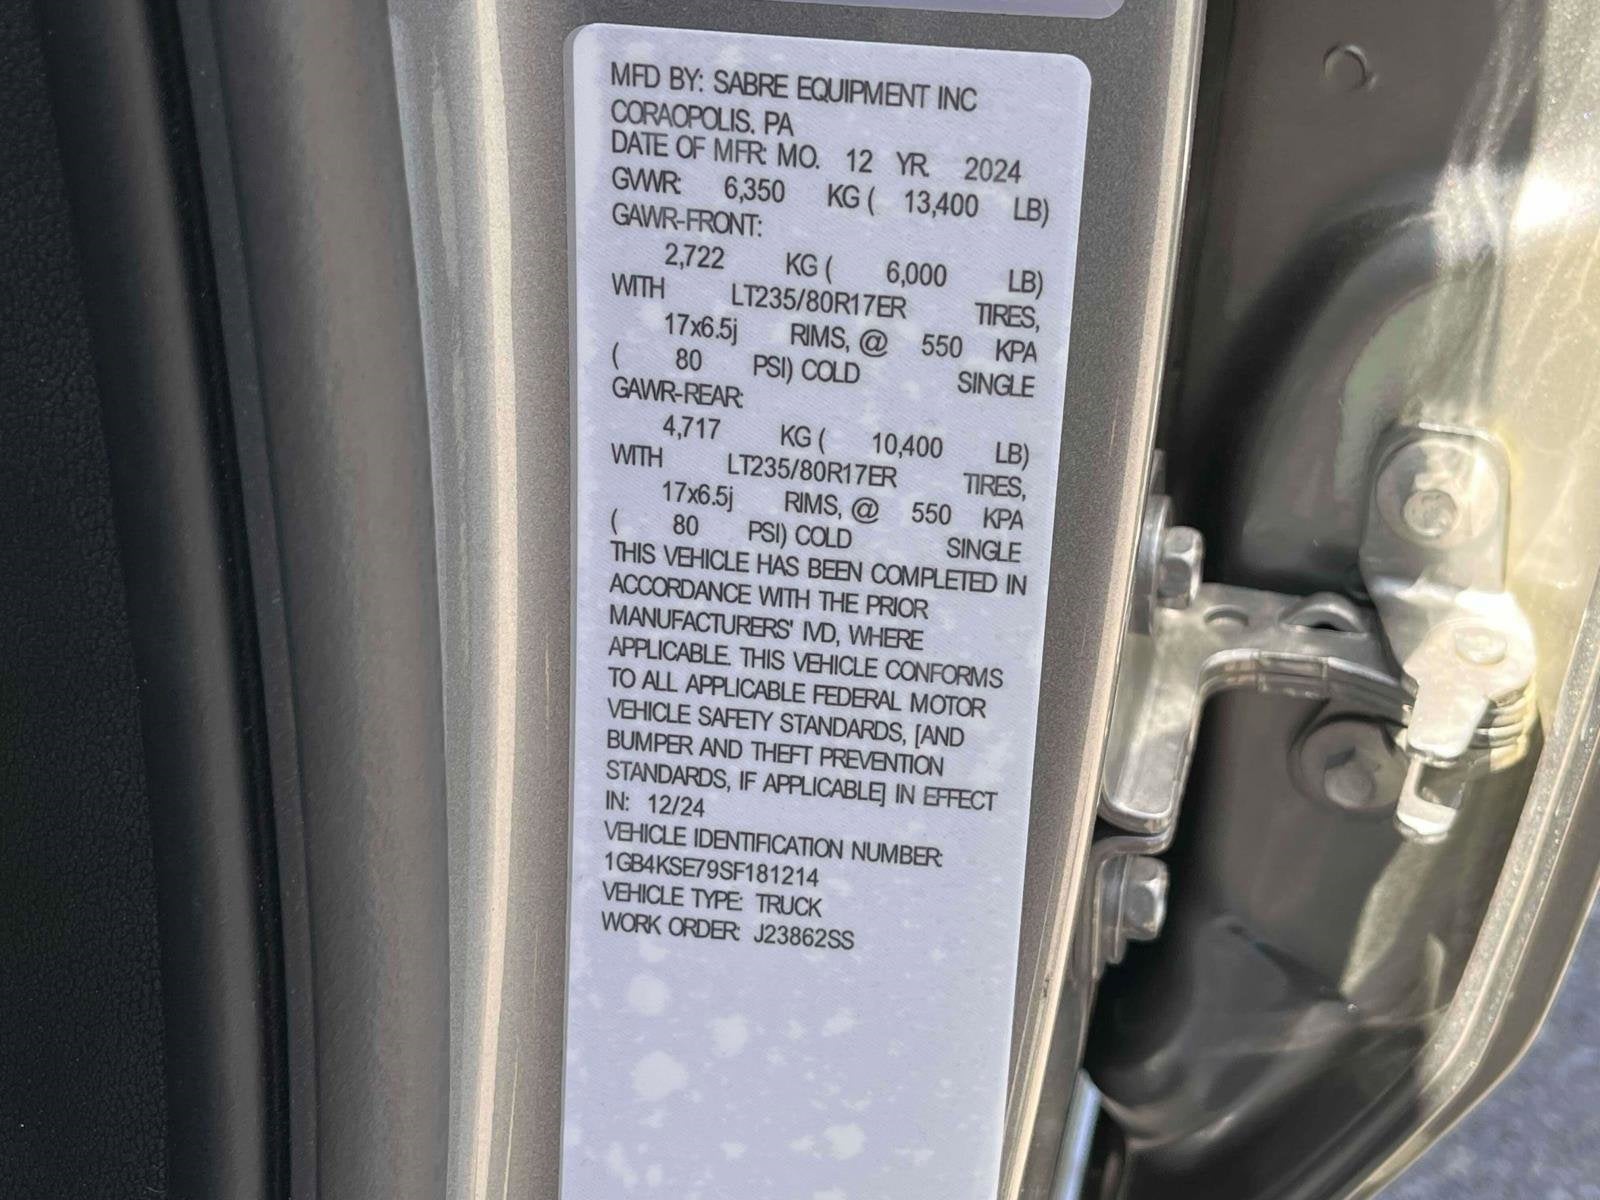 MFD BY: SABRE EQUIPMENT INC
CORAOPOLIS. PA
DATE OF MFR: MO. 12 YR. 2024
GVWR: 6,350 KG ( 13,400 LB)
GAWR-FRONT:
2,722 KG ( 6,000 LB)
WITH LT235/80R17ER TIRES,
17x6.5j RIMS, @ 550 KPA
( 80 PSI) COLD SINGLE
GAWR-REAR:
4,717 KG ( 10,400 LB)
WITH LT235/80R17ER TIRES,
17x6.5j RIMS, @ 550 KPA
( 80 PSI) COLD SINGLE
THIS VEHICLE HAS BEEN COMPLETED IN
ACCORDANCE WITH THE PRIOR
MANUFACTURERS' IVD, WHERE
APPLICABLE. THIS VEHICLE CONFORMS
TO ALL APPLICABLE FEDERAL MOTOR
VEHICLE SAFETY STANDARDS, [AND
BUMPER AND THEFT PREVENTION
STANDARDS, IF APPLICABLE] IN EFFECT
IN: 12/24
VEHICLE IDENTIFICATION NUMBER:
1GB4KSE79SF181214
VEHICLE TYPE: TRUCK
WORK ORDER: J23862SS